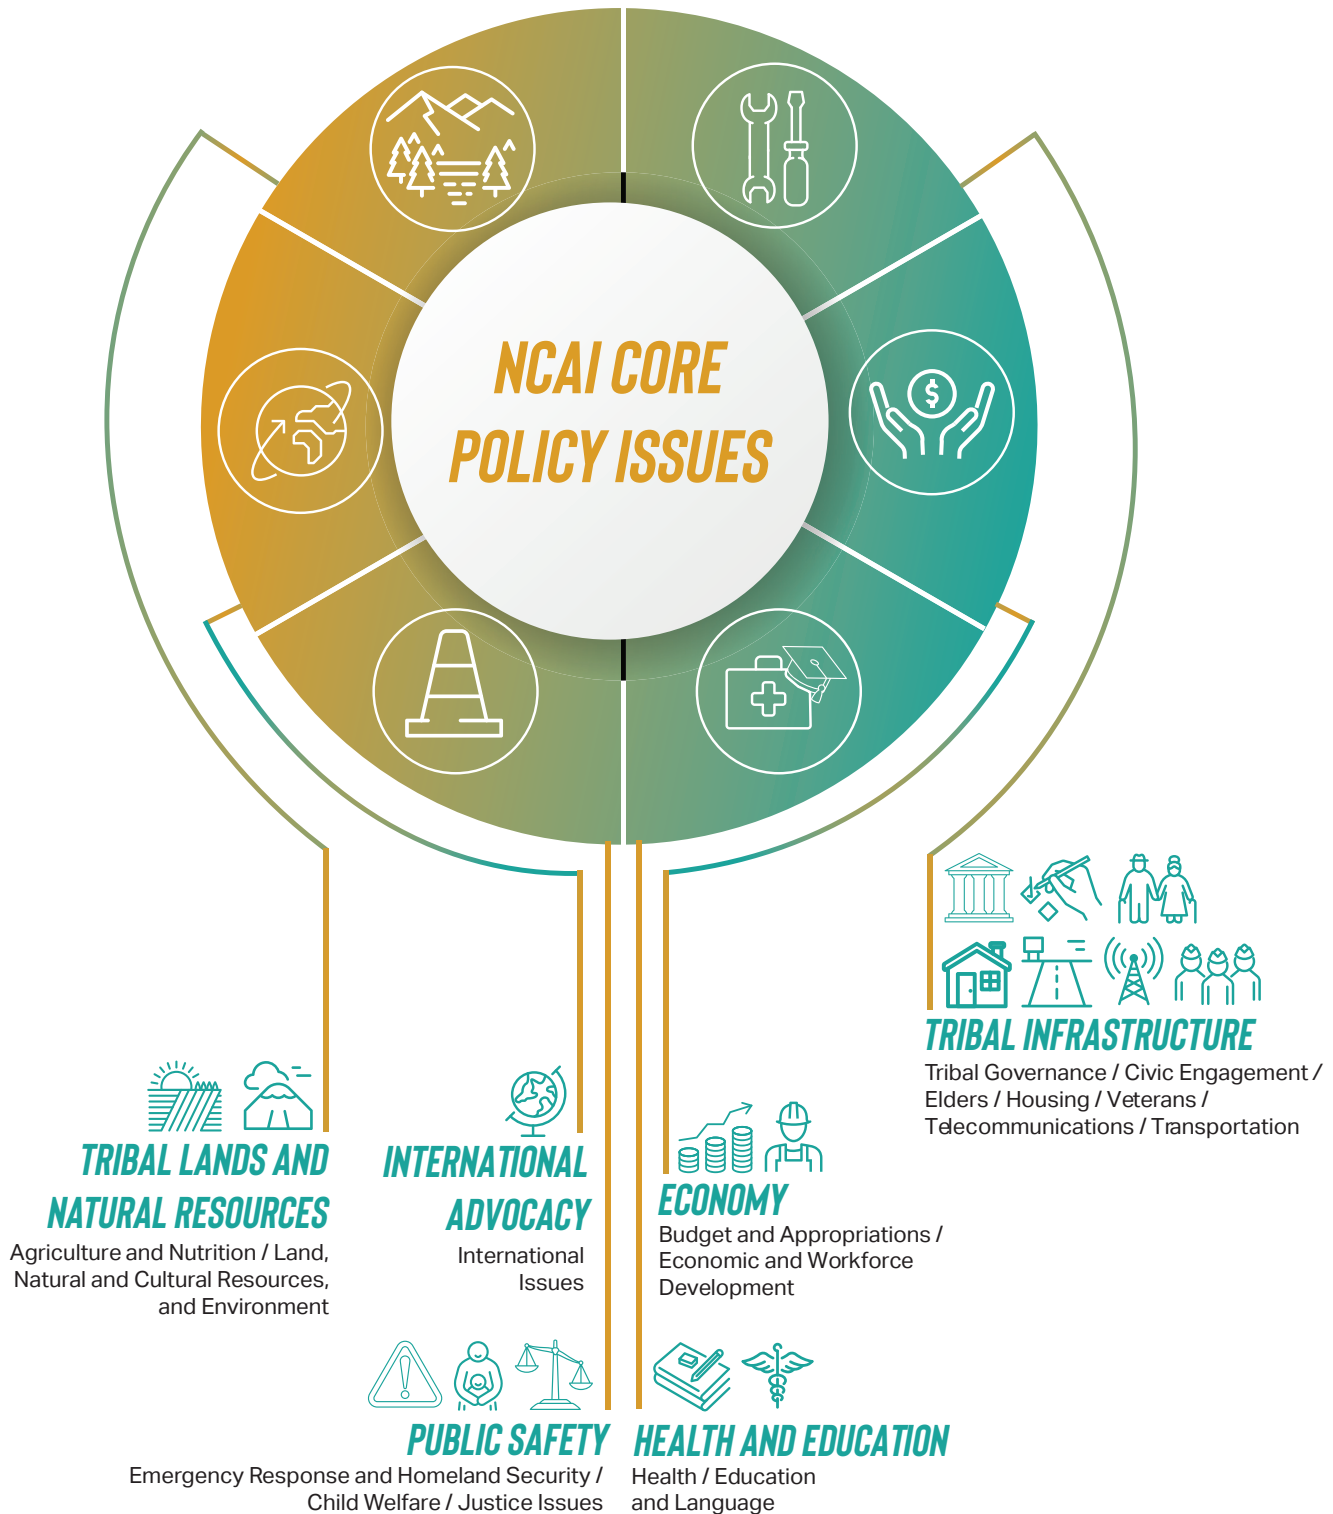 NCAI CORE
POLICY ISSUES
$
TRIBAL INFRASTRUCTURE
Tribal Governance / Civic Engagement /
Elders / Housing / Veterans /
Telecommunications / Transportation
TRIBAL LANDS AND
NATURAL RESOURCES
Agriculture and Nutrition / Land,
Natural and Cultural Resources,
and Environment
INTERNATIONAL
ADVOCACY
International
Issues
ECONOMY
Budget and Appropriations /
Economic and Workforce
Development
PUBLIC SAFETY
Emergency Response and Homeland Security /
Child Welfare / Justice Issues
HEALTH AND EDUCATION
Health / Education
and Language